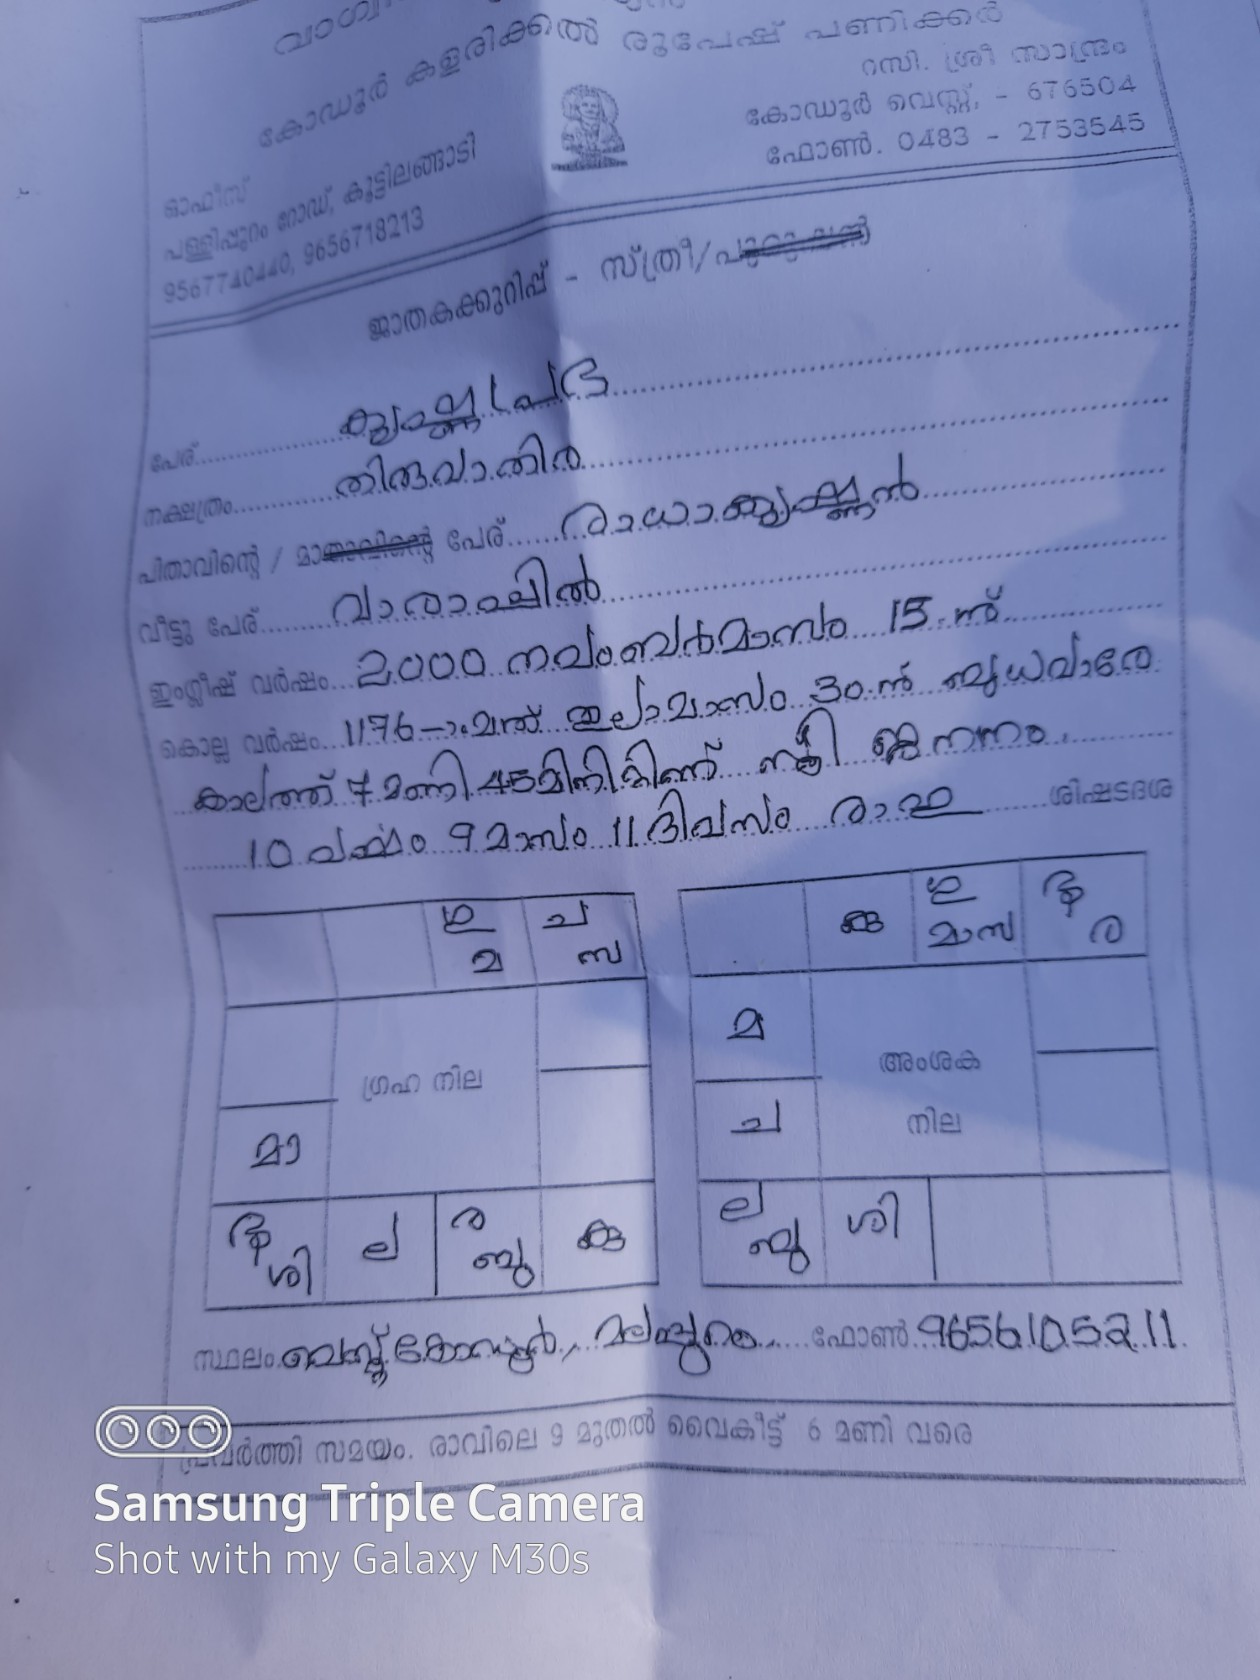 കോഡൂർ കളരിക്കൽ രൂപേഷ് പണിക്കർ
ഓഫീസ്
പള്ളിപ്പുറം റോഡ്, കൂട്ടിലങ്ങാടി
9567740440, 9656718213
റസി. ശ്രീ സാന്ദ്രം
കോഡൂർ വെസ്റ്റ്, - 676504
ഫോൺ. 0483 - 2753545
ജാതകക്കുറിപ്പ് - സ്ത്രീ/പുരുഷൻ
പേര് കൃഷ്ണപ്രഭ
നക്ഷത്രം തിരുവാതിര
പിതാവിന്റെ / മാതാവിന്റെ പേര് രാധാകൃഷ്ണൻ
വീട്ടു പേര്
ഇംഗ്ലീഷ് വർഷം 2000 നവംബർമാസം 15 ന്
കൊല്ല വർഷം 1176-ാമത് തുലാമാസം 30 ന് ബുധവാരേ
കാലത്ത് 7 മണി 45 മിനിറ്റിന് സ്ത്രീ ജനനം
10 വർഷം 9 മാസം 11 ദിവസം രാഹു ശിഷ്ടദശ
ഗു മ
ച സ
ഗ്രഹ നില
മാ
ശി
ല
ര ബു
കു
കു
ഗു മാസ
ര
മ
അംശക
നില
ച
ല ബു
ശി
സ്ഥലം വെസ്റ്റ് കോഡൂർ, മലപ്പുറം ഫോൺ 9656105211
പ്രവർത്തി സമയം. രാവിലെ 9 മുതൽ വൈകീട്ട് 6 മണി വരെ
Samsung Triple Camera
Shot with my Galaxy M30s